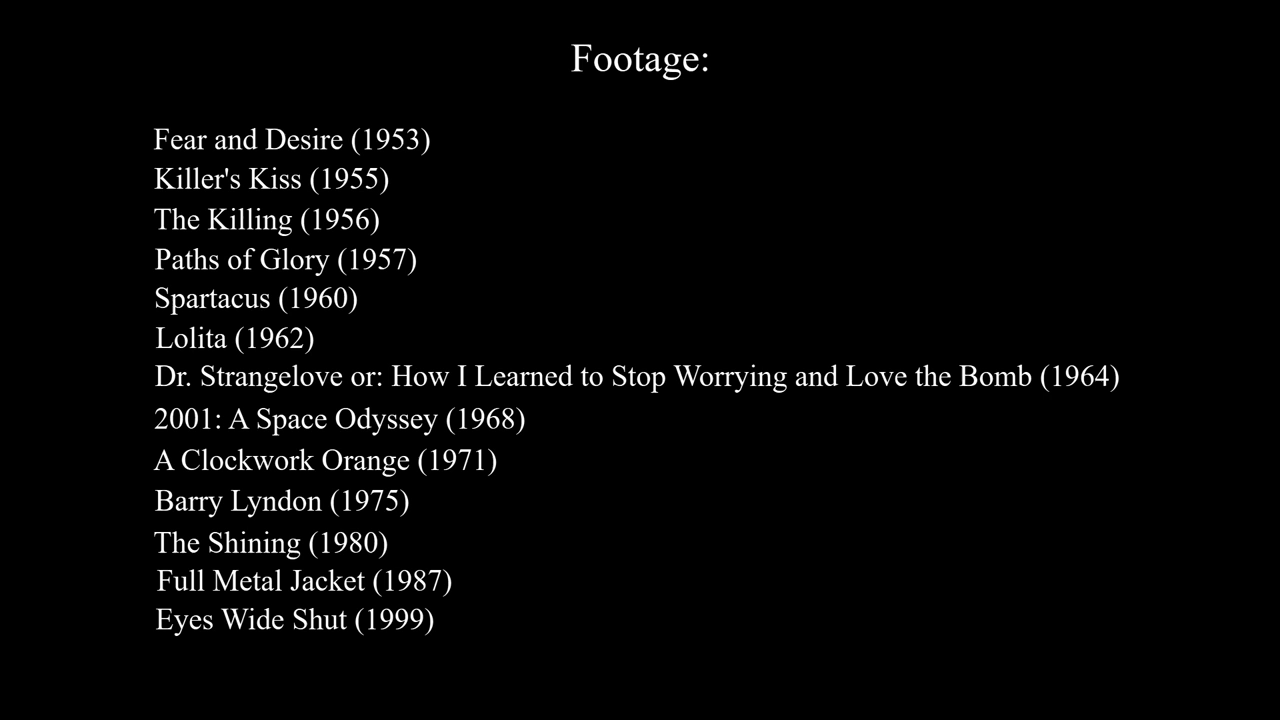 Footage:
Fear and Desire (1953)
Killer's Kiss (1955)
The Killing (1956)
Paths of Glory (1957)
Spartacus (1960)
Lolita (1962)
Dr. Strangelove or: How I Learned to Stop Worrying and Love the Bomb (1964)
2001: A Space Odyssey (1968)
A Clockwork Orange (1971)
Barry Lyndon (1975)
The Shining (1980)
Full Metal Jacket (1987)
Eyes Wide Shut (1999)